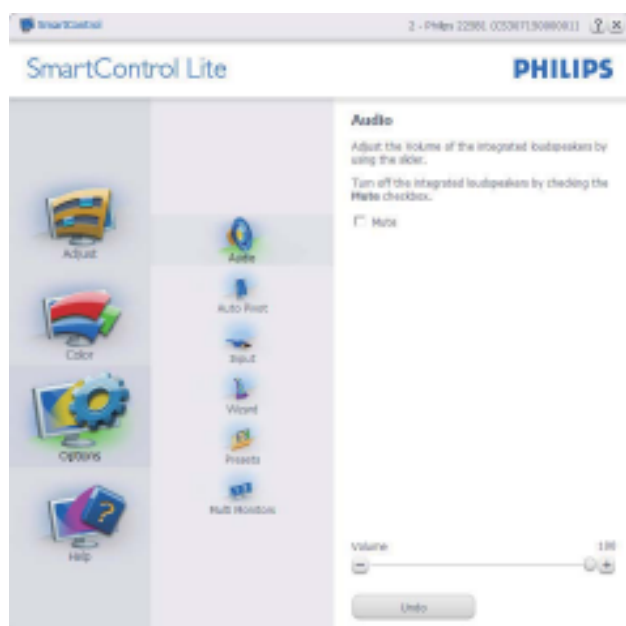 SmartControl
SmartControl Lite
PHILIPS
Adjust
Color
Options
Help
Audio
Auto Pivot
Input
Wizard
Presets
Multi Monitors
Audio
Adjust the Volume of the integrated loudspeakers by
using the slider.
Turn off the integrated loudspeakers by checking the
Mute checkbox.
Mute
Volume
100
Undo